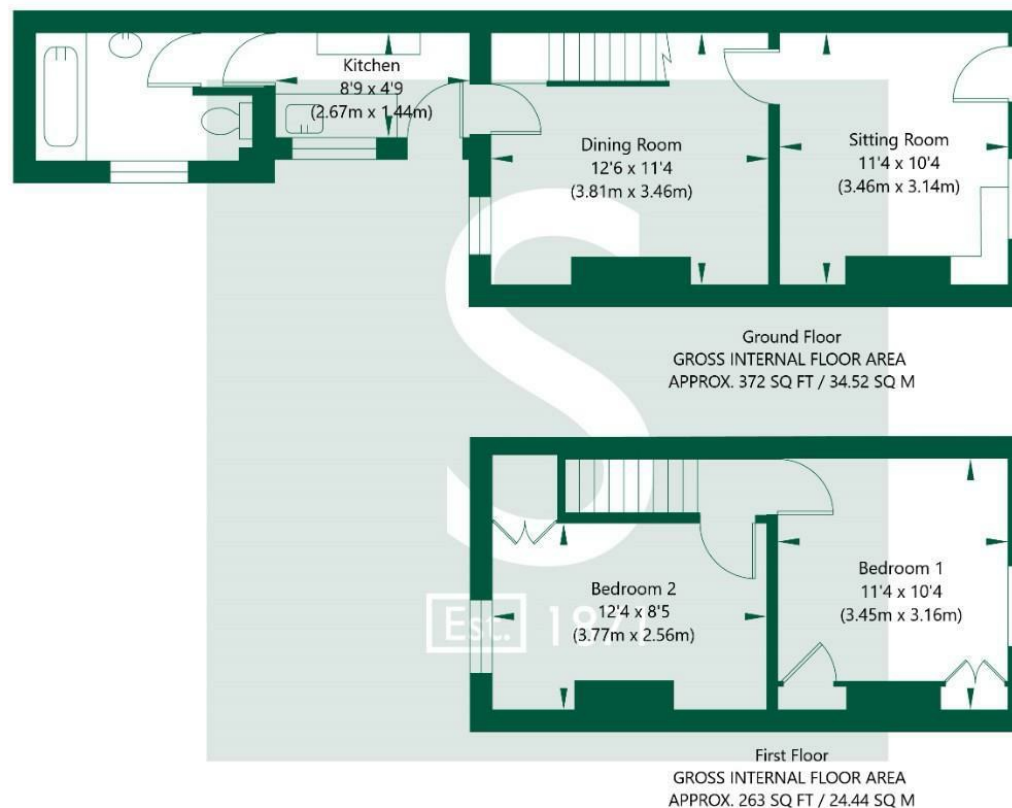 Kitchen
8'9 x 4'9
(2.67m x 1.44m)
Dining Room
12'6 x 11'4
(3.81m x 3.46m)
Sitting Room
11'4 x 10'4
(3.46m x 3.14m)
Ground Floor
GROSS INTERNAL FLOOR AREA
APPROX. 372 SQ FT / 34.52 SQ M
Bedroom 2
12'4 x 8'5
(3.77m x 2.56m)
Bedroom 1
11'4 x 10'4
(3.45m x 3.16m)
S
Est. 1871
First Floor
GROSS INTERNAL FLOOR AREA
APPROX. 263 SQ FT / 24.44 SQ M